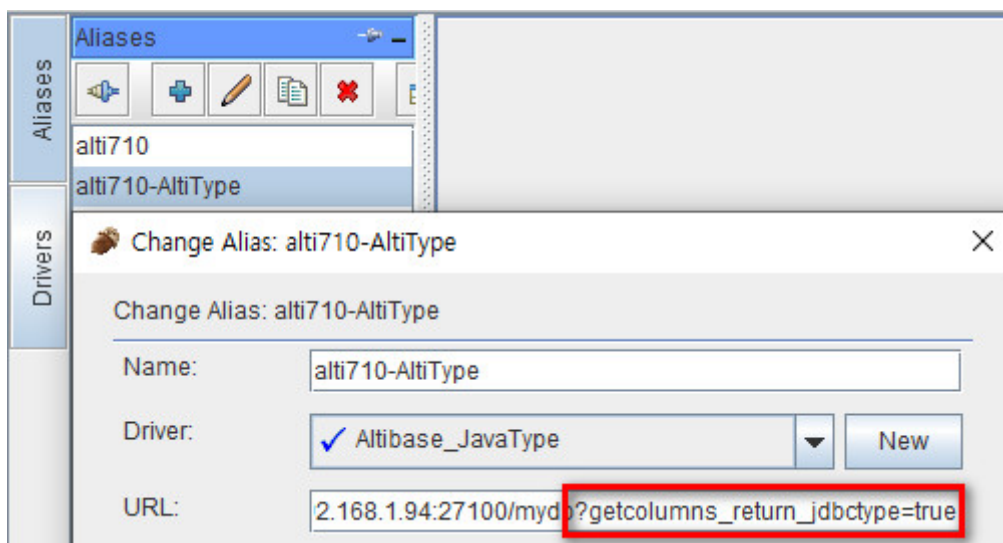 Aliases
Aliases
Drivers
alti710
alti710-AltiType
Change Alias: alti710-AltiType
Change Alias: alti710-AltiType
Name: alti710-AltiType
Driver: Altibase_JavaType New
URL: 2.168.1.94:27100/mydb?getcolumns_return_jdbctype=true